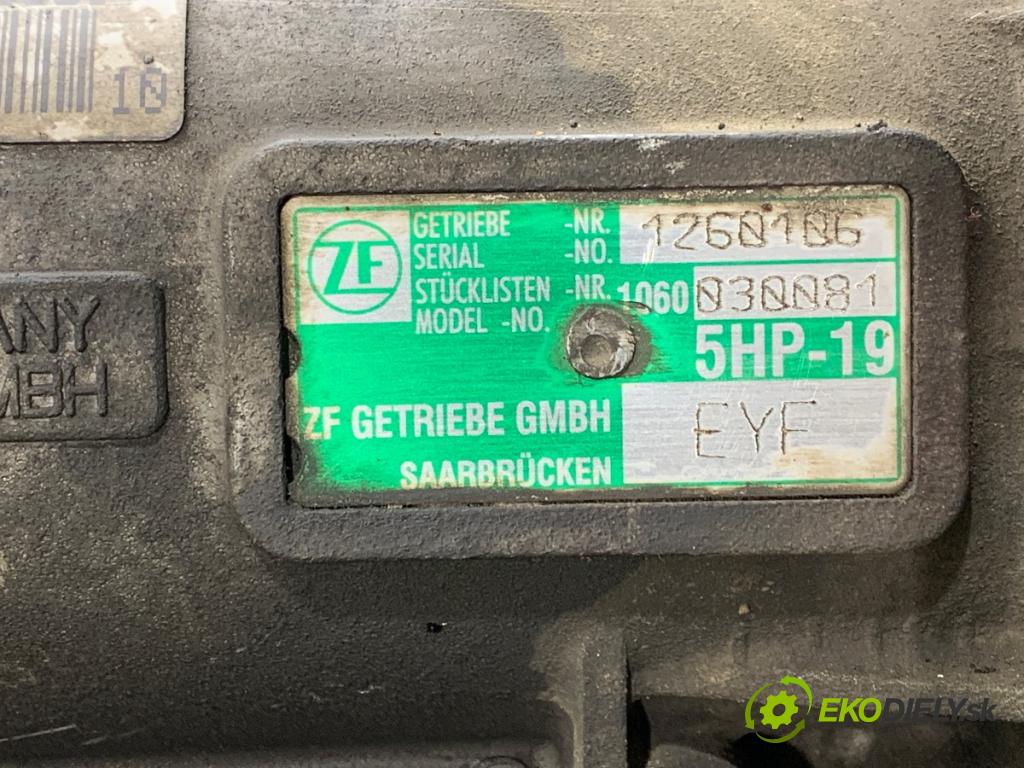 10
ANY
MBH
ZF
GETRIEBE -NR. 1260106
SERIAL -NO.
STÜCKLISTEN -NR. 1060 030081
MODEL -NO.
5HP-19
ZF GETRIEBE GMBH
EYF
SAARBRÜCKEN
EKODIELY.sk